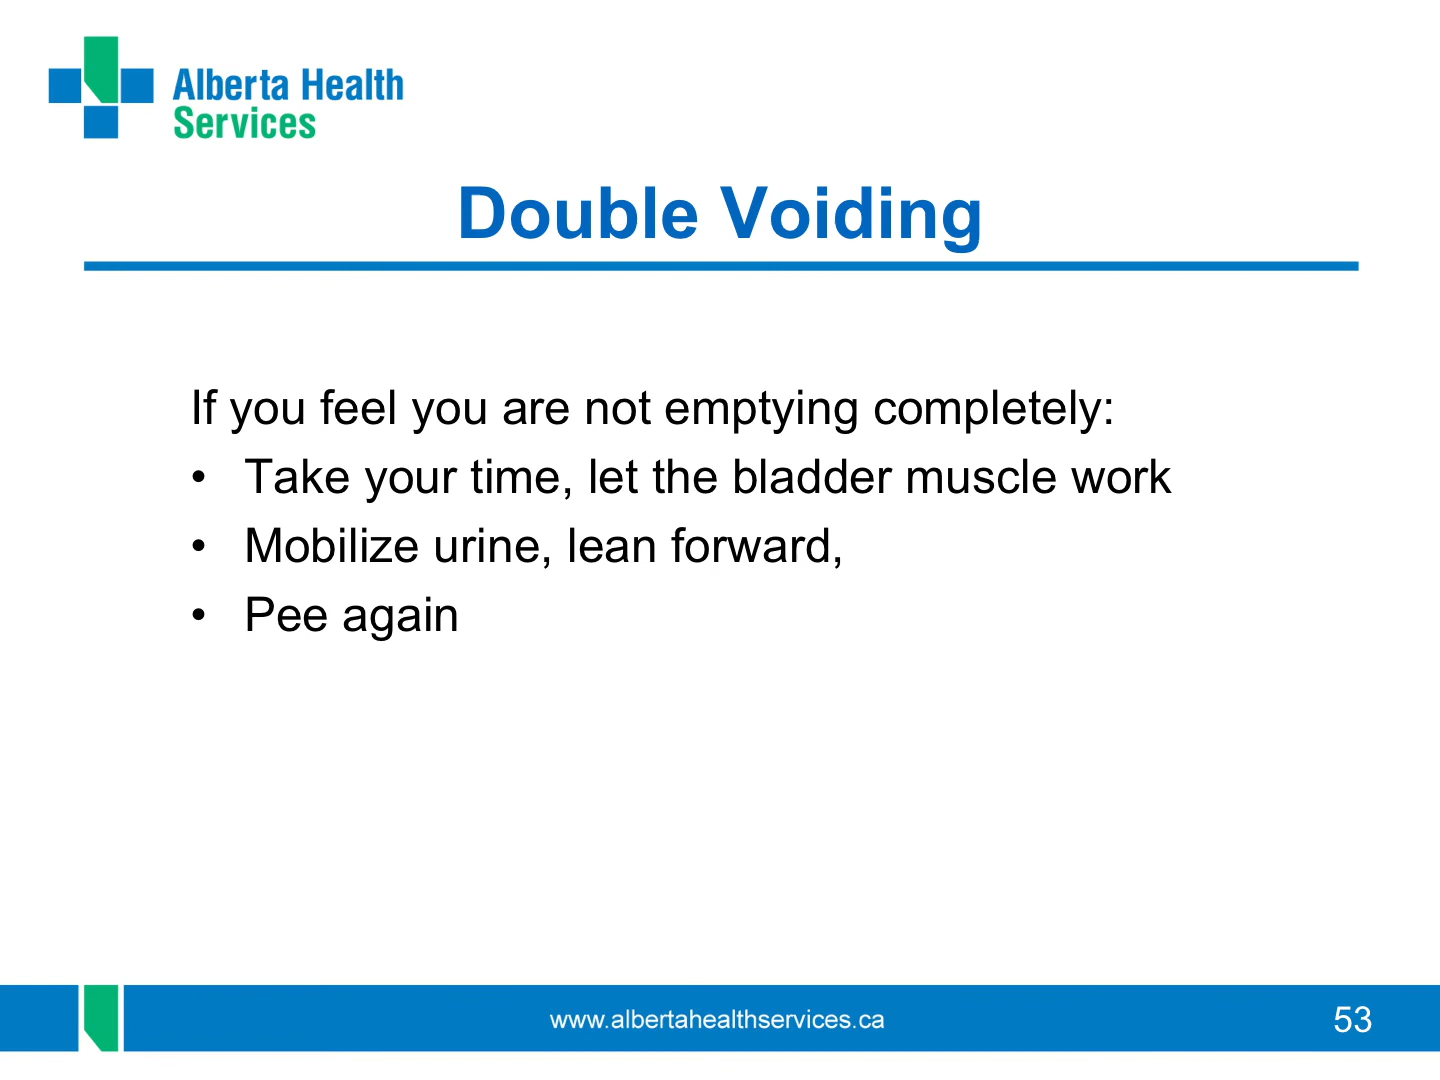 Alberta Health
Services
Double Voiding
If you feel you are not emptying completely:
• Take your time, let the bladder muscle work
• Mobilize urine, lean forward,
• Pee again
www.albertahealthservices.ca
53